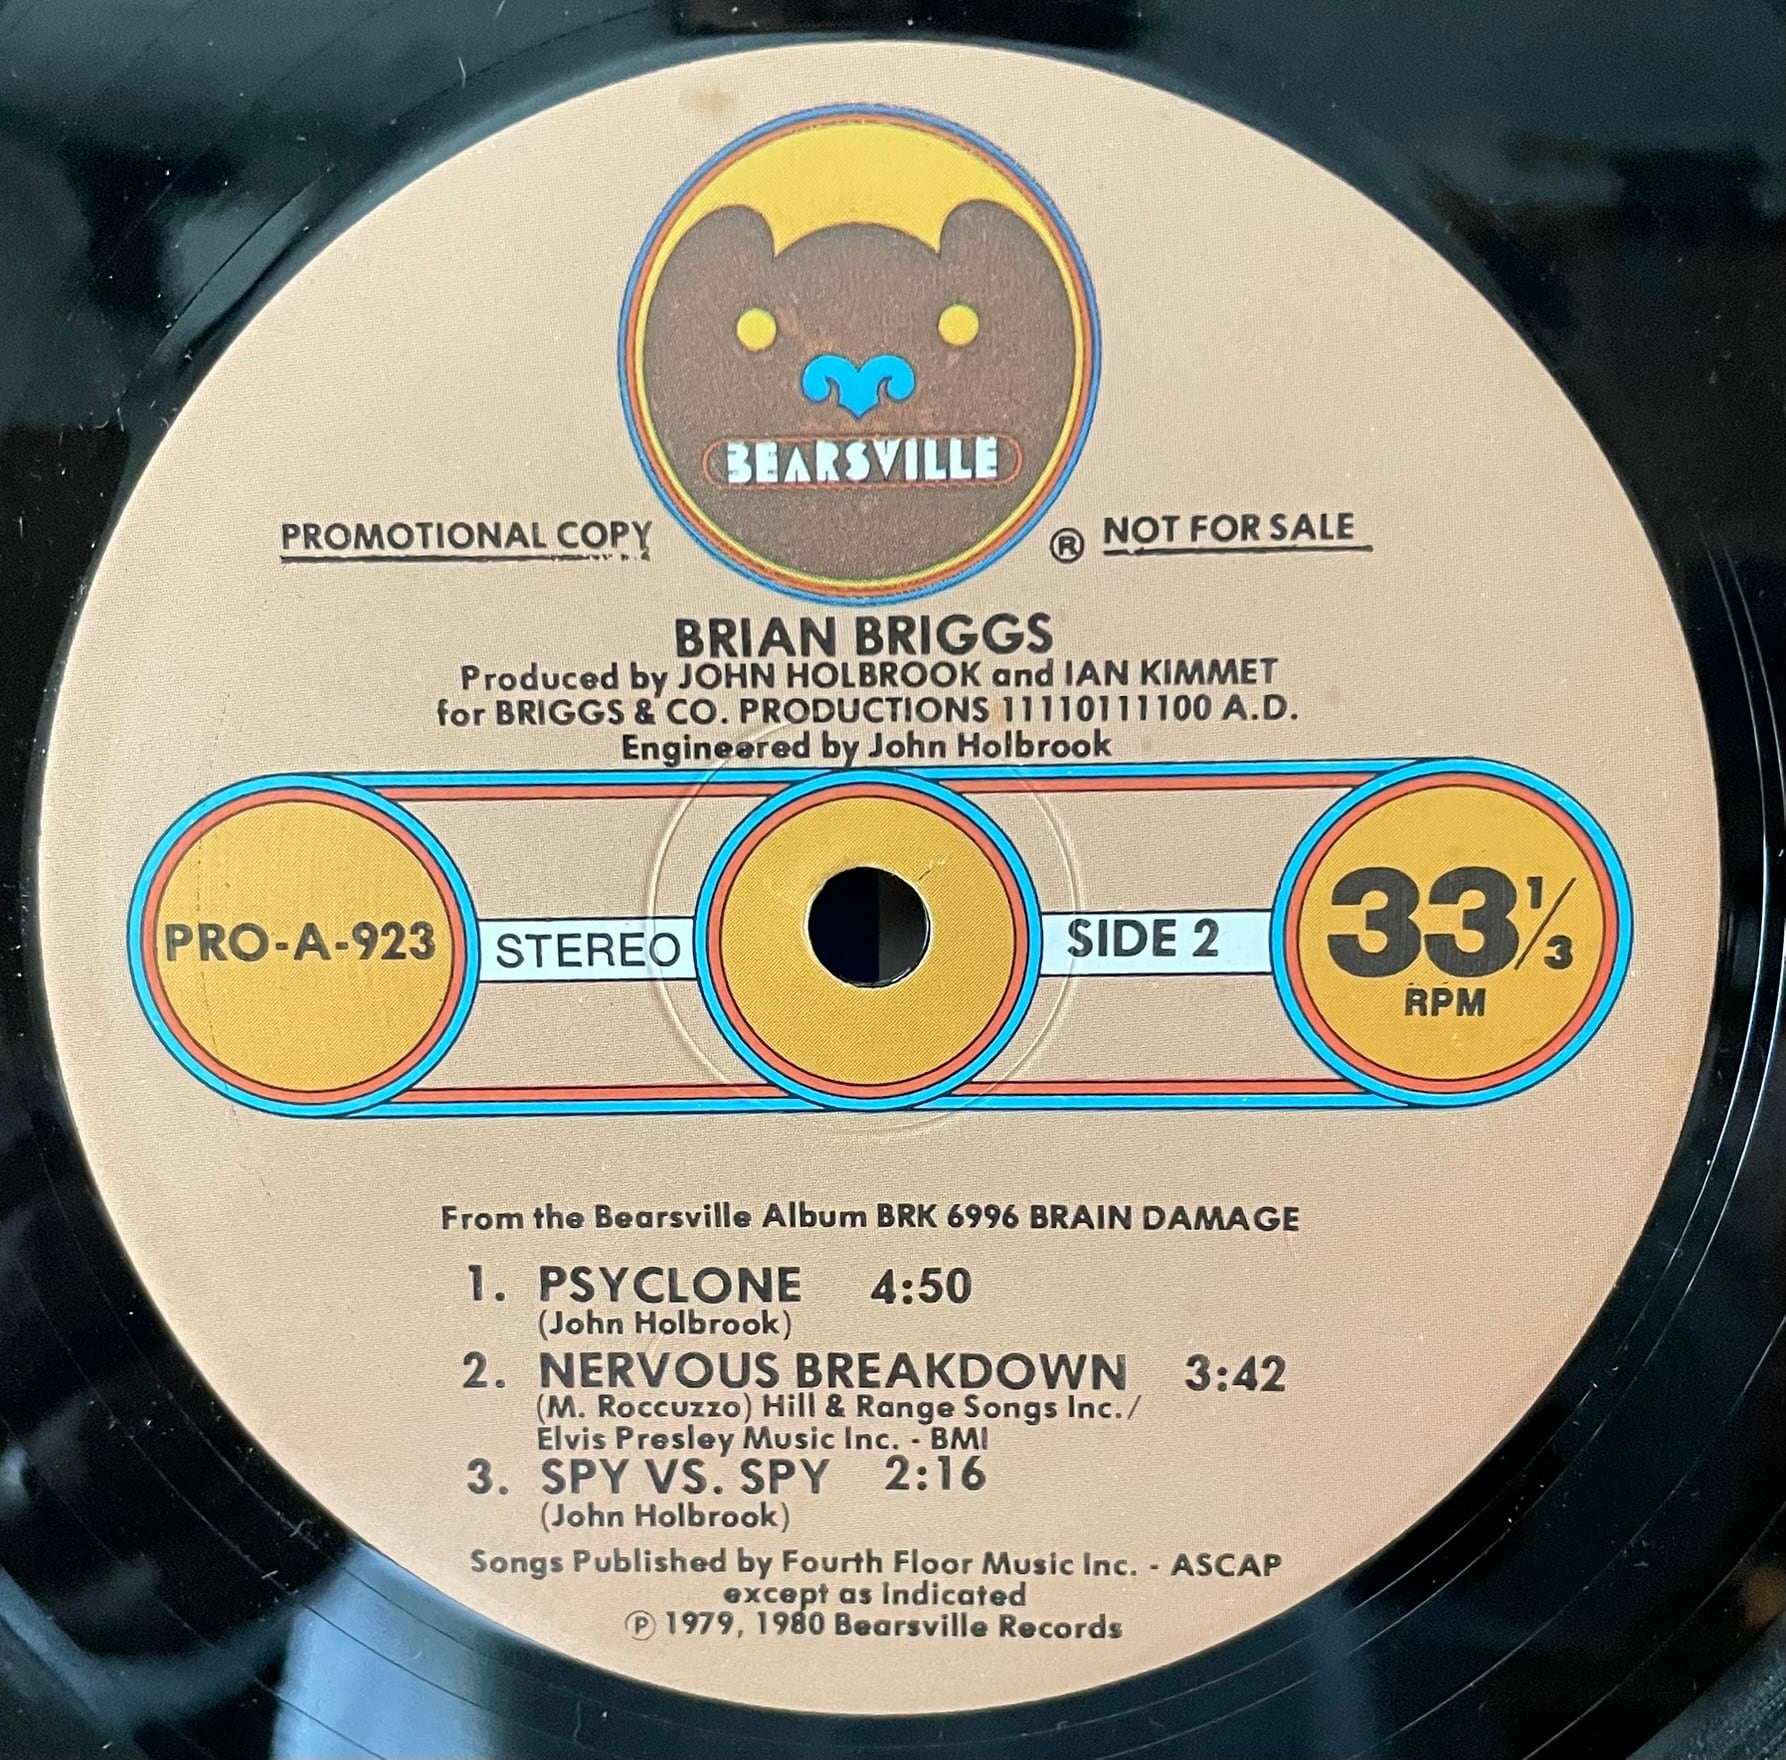 BEARSVILLE
PROMOTIONAL COPY
® NOT FOR SALE
BRIAN BRIGGS
Produced by JOHN HOLBROOK and IAN KIMMET
for BRIGGS & CO. PRODUCTIONS 11110111100 A.D.
Engineered by John Holbrook
PRO-A-923
STEREO
SIDE 2
33 1/3
RPM
From the Bearsville Album BRK 6996 BRAIN DAMAGE
1. PSYCLONE 4:50
(John Holbrook)
2. NERVOUS BREAKDOWN 3:42
(M. Roccuzzo) Hill & Range Songs Inc./
Elvis Presley Music Inc. - BMI
3. SPY VS. SPY 2:16
(John Holbrook)
Songs Published by Fourth Floor Music Inc. - ASCAP
except as Indicated
℗ 1979, 1980 Bearsville Records